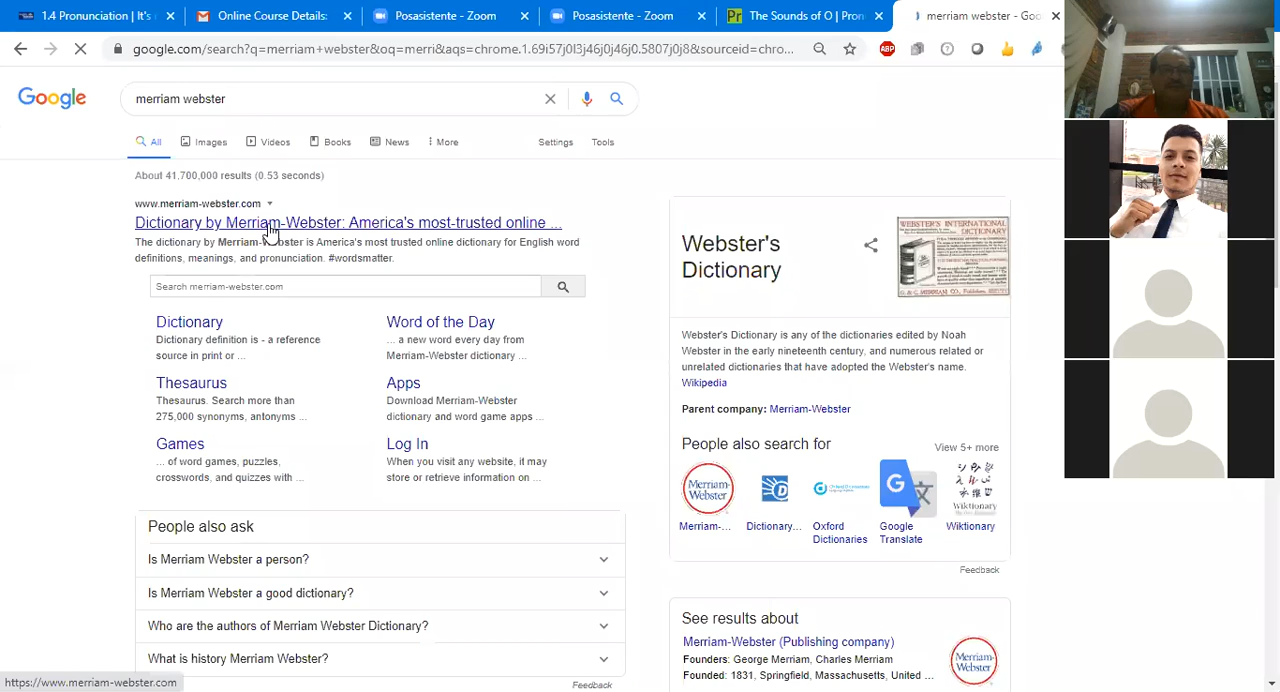 1.4 Pronunciation | It's r
Online Course Details:
Posasistente - Zoom
Posasistente - Zoom
Pr The Sounds of O | Pron
merriam webster - Goo
google.com/search?q=merriam+webster&oq=merri&aqs=chrome.1.69i57j0l3j46j0j46j0.5807j0j8&sourceid=chro...
ABP
Google
merriam webster
All Images Videos Books News More Settings Tools
About 41,700,000 results (0.53 seconds)
www.merriam-webster.com
Dictionary by Merriam-Webster: America's most-trusted online ...
The dictionary by Merriam-Webster is America's most trusted online dictionary for English word
definitions, meanings, and pronunciation. #wordsmatter.
Search merriam-webster.com
Dictionary
Dictionary definition is - a reference
source in print or ...
Word of the Day
... a new word every day from
Merriam-Webster dictionary ...
Thesaurus
Thesaurus. Search more than
275,000 synonyms, antonyms ...
Apps
Download Merriam-Webster
dictionary and word game apps ...
Games
... of word games, puzzles,
crosswords, and quizzes with ...
Log In
When you visit any website, it may
store or retrieve information on ...
People also ask
Is Merriam Webster a person?
Is Merriam Webster a good dictionary?
Who are the authors of Merriam Webster Dictionary?
What is history Merriam Webster?
Feedback
Webster's
Dictionary
WEBSTER'S
INTERNATIONAL
DICTIONARY
Webster's Dictionary is any of the dictionaries edited by Noah
Webster in the early nineteenth century, and numerous related or
unrelated dictionaries that have adopted the Webster's name.
Wikipedia
Parent company: Merriam-Webster
People also search for
View 5+ more
Merriam-
Webster
Merriam-...
Dictionary...
Oxford
Dictionaries
G
Google
Translate
Wiktionary
Wiktionary
Feedback
See results about
Merriam-Webster (Publishing company)
Founders: George Merriam, Charles Merriam
Founded: 1831, Springfield, Massachusetts, United ...
Merriam-
Webster
https://www.merriam-webster.com